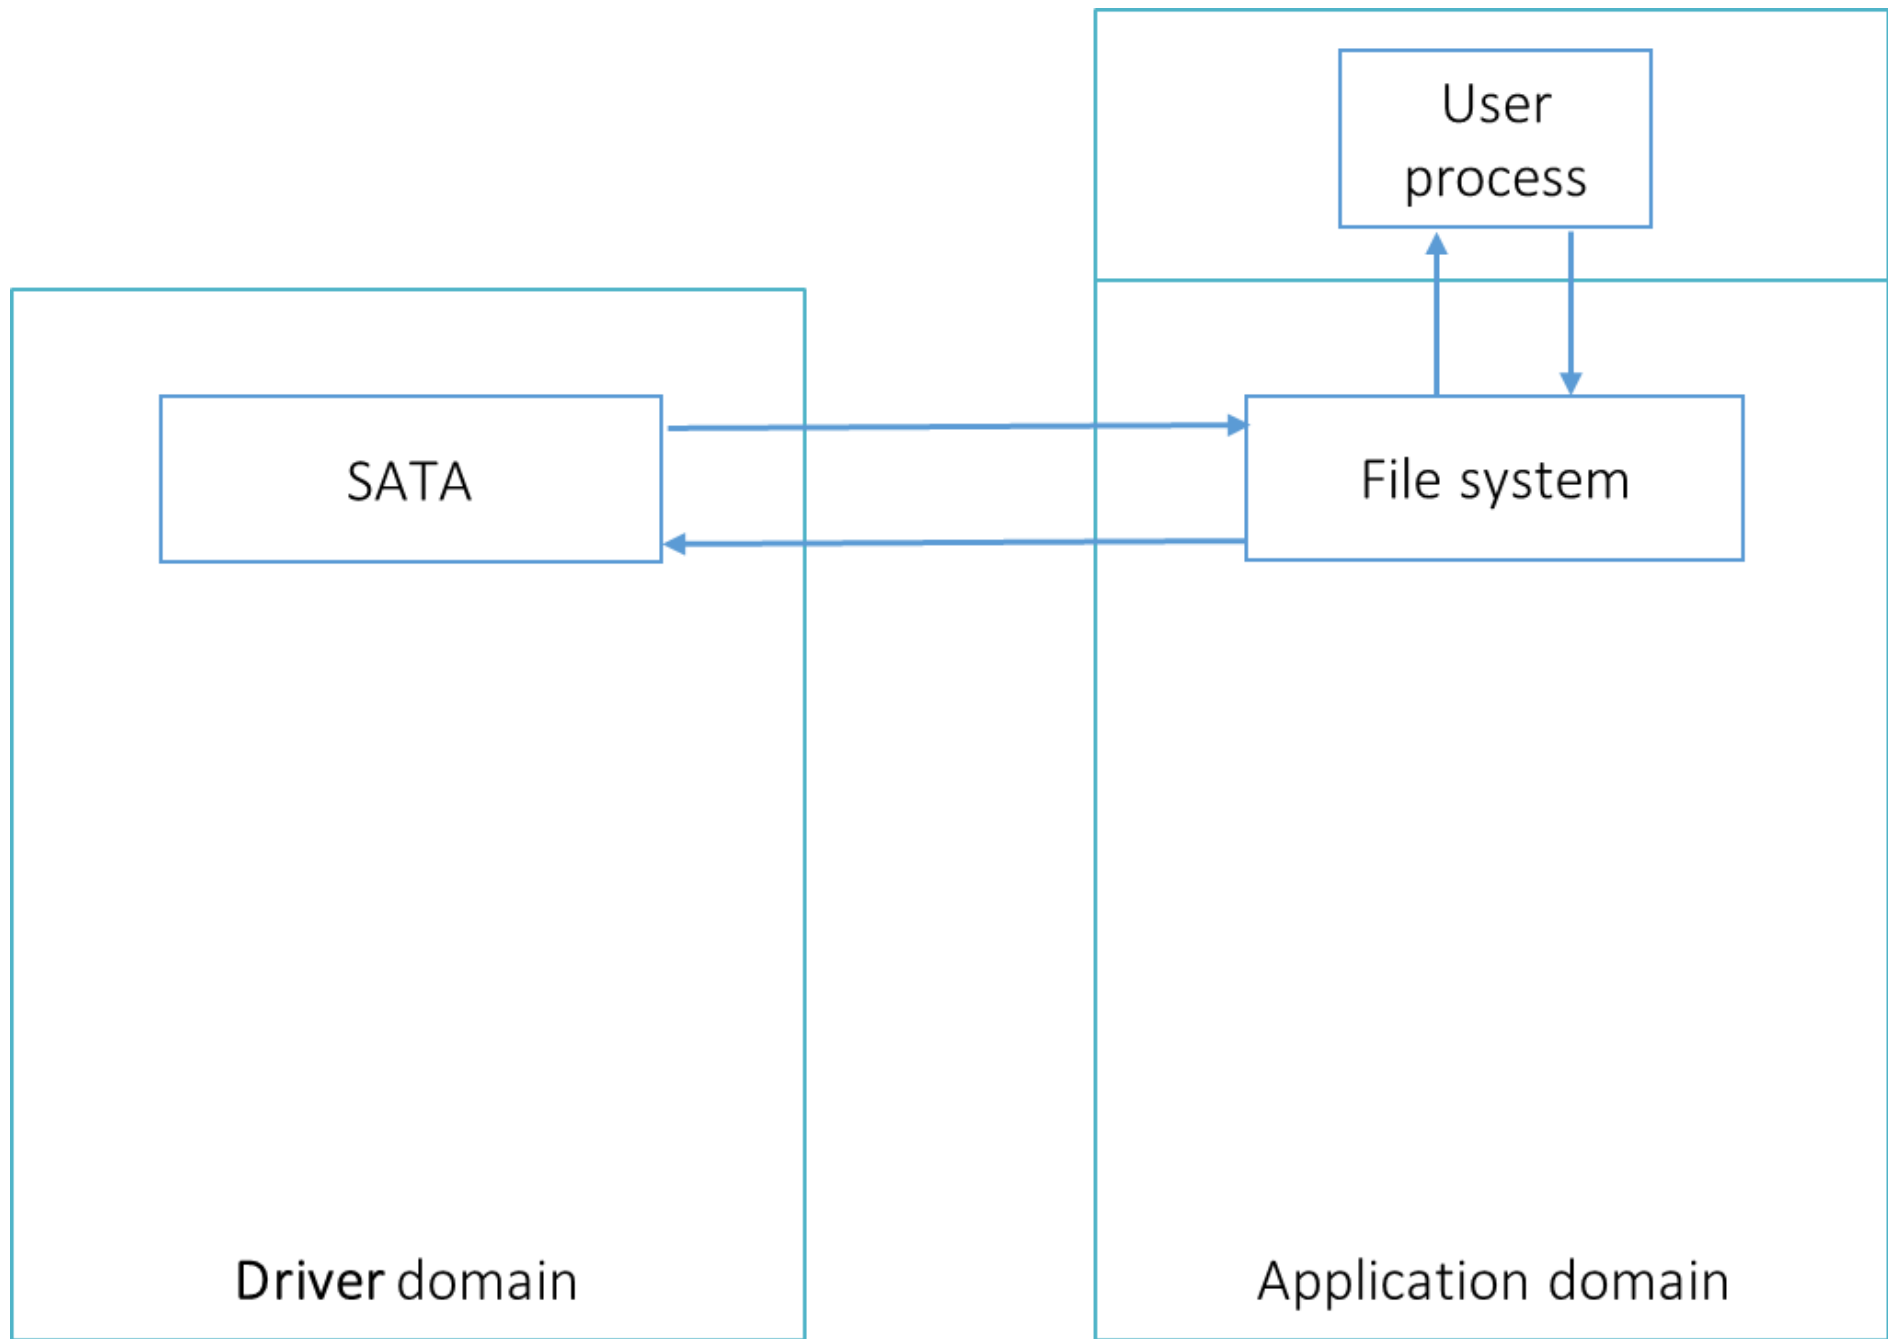 User
process
SATA
File system
Driver domain
Application domain